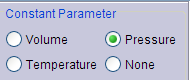 Constant Parameter
Volume Pressure
Temperature None